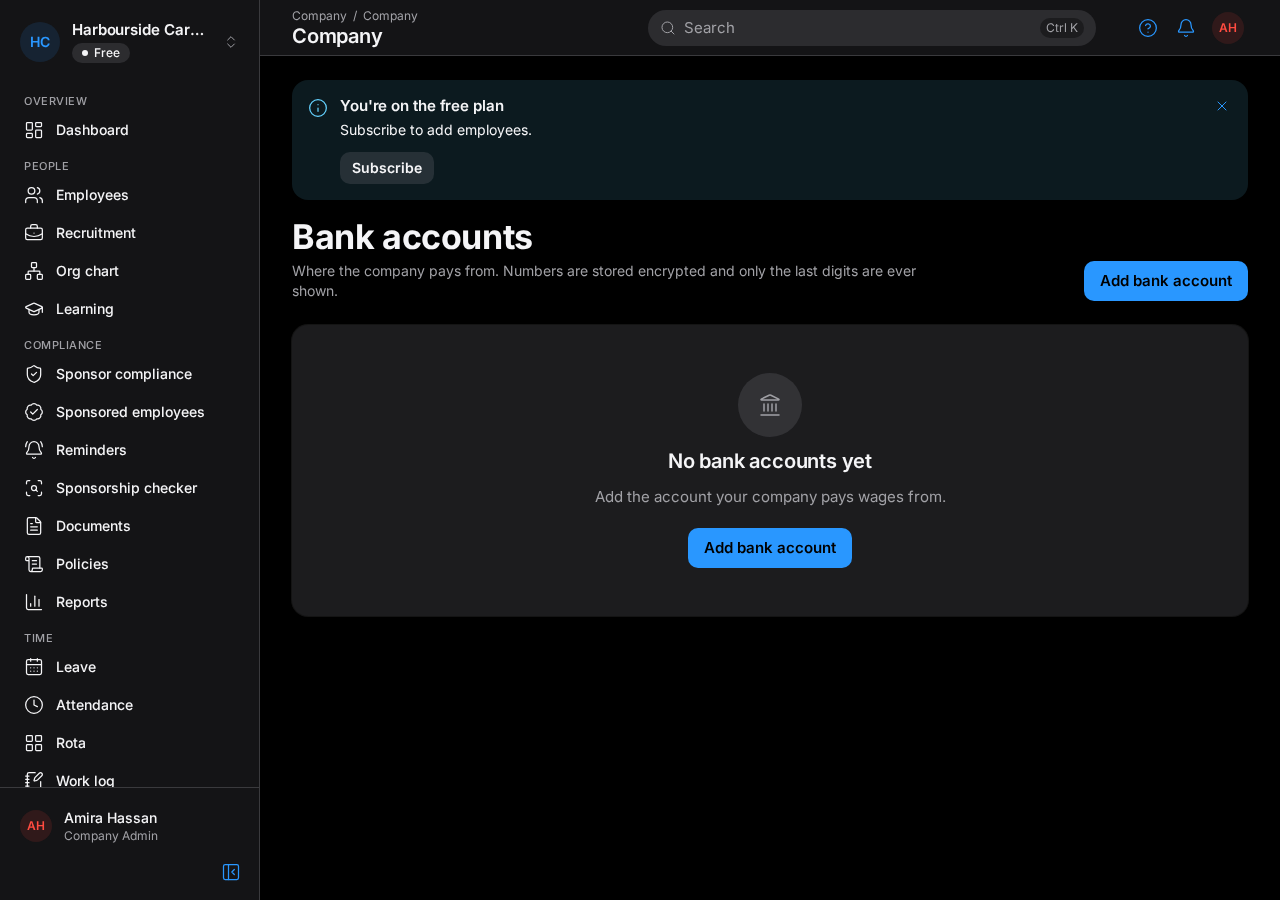 HC
Harbourside Car...
Free
OVERVIEW
Dashboard
PEOPLE
Employees
Recruitment
Org chart
Learning
COMPLIANCE
Sponsor compliance
Sponsored employees
Reminders
Sponsorship checker
Documents
Policies
Reports
TIME
Leave
Attendance
Rota
Work log
AH
Amira Hassan
Company Admin
Company / Company
Company
Search
Ctrl K
AH
You're on the free plan
Subscribe to add employees.
Subscribe
Bank accounts
Where the company pays from. Numbers are stored encrypted and only the last digits are ever
shown.
Add bank account
No bank accounts yet
Add the account your company pays wages from.
Add bank account